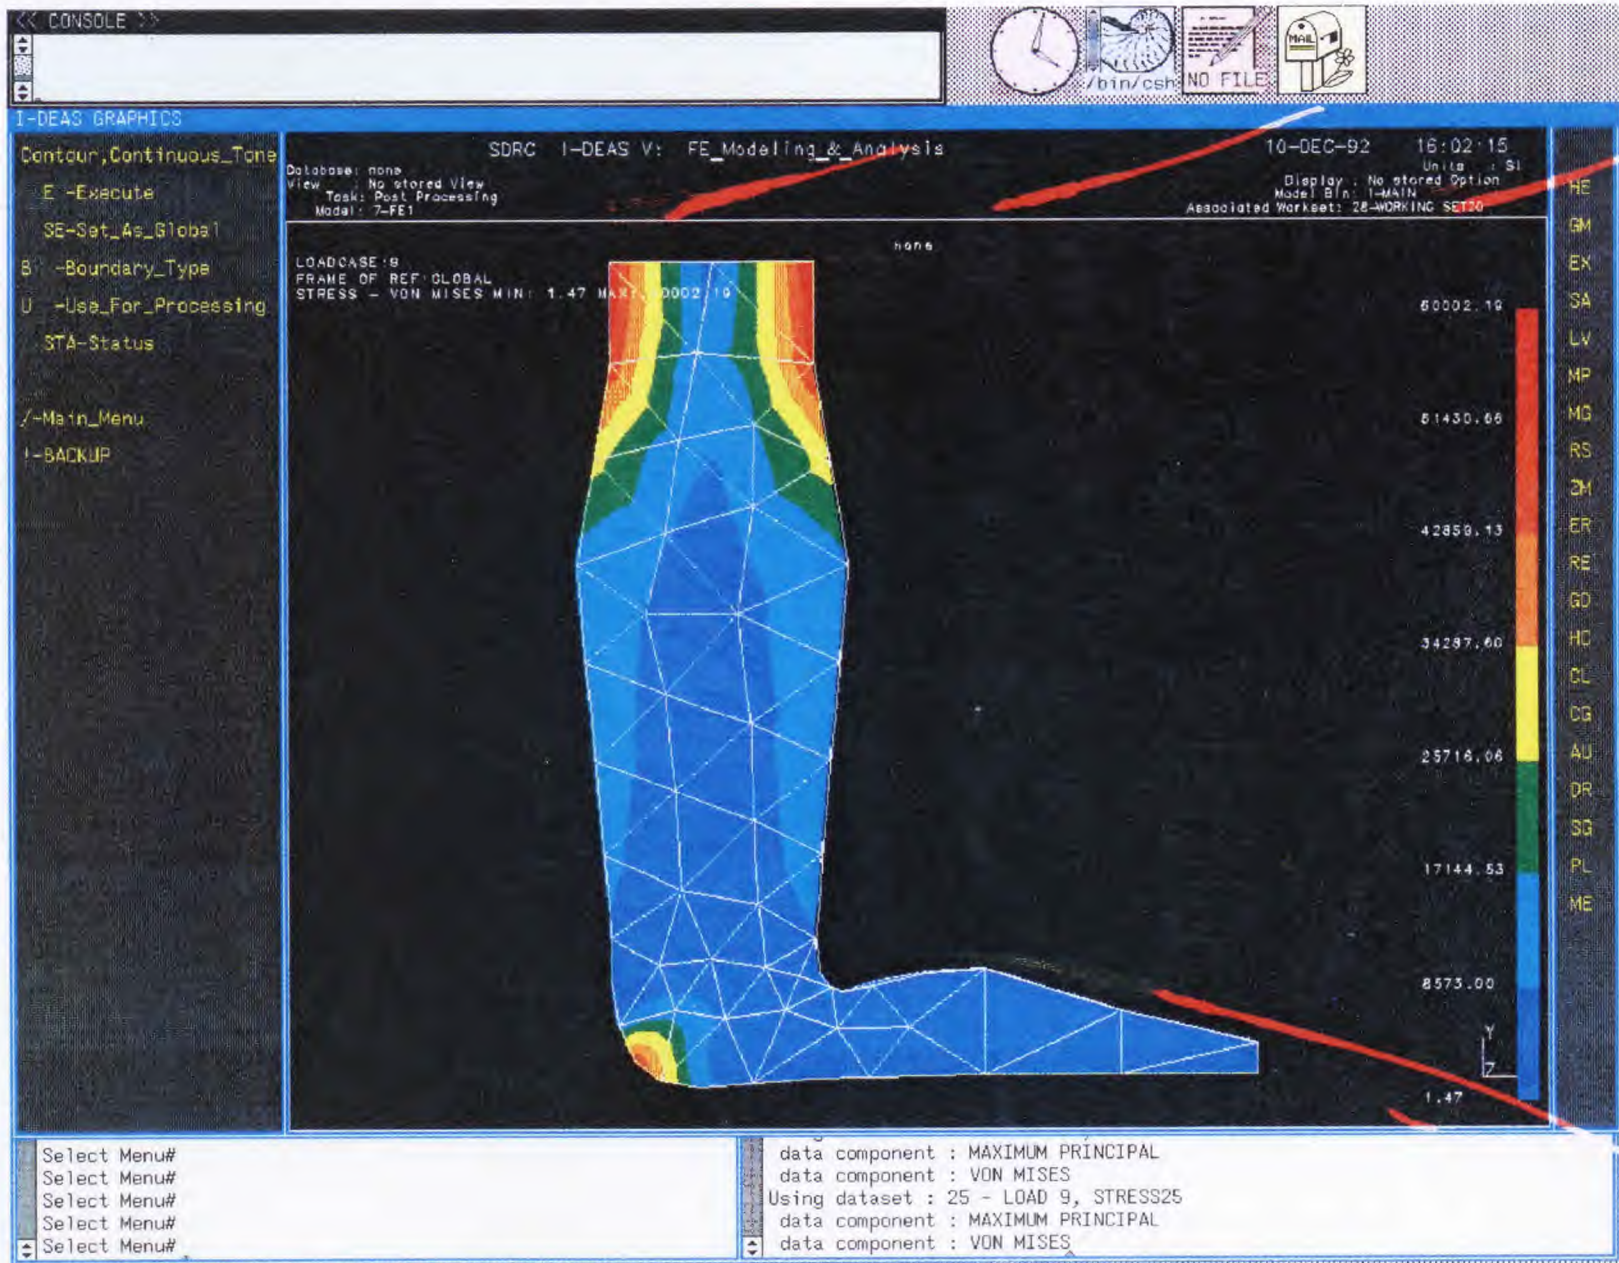 << CONSOLE >>
/bin/csh
NO FILE
MAIL
I-DEAS GRAPHICS
Contour,Continuous_Tone
E -Execute
SE-Set_As_Global
B -Boundary_Type
U -Use_For_Processing
STA-Status
/-Main_Menu
!-BACKUP
SDRC I-DEAS V: FE_Modeling_&_Analysis
10-DEC-92 16:02:15
Database: none
View : No stored View
Task: Post Processing
Model: 7-FE1
Units : SI
Display : No stored Option
Model Bin: 1-MAIN
Associated Workset: 28-WORKING_SET20
none
LOADCASE:9
FRAME OF REF:GLOBAL
STRESS - VON MISES MIN: 1.47 MAX: 0002.19
60002.19
51430.66
42859.13
34287.60
25716.06
17144.53
8573.00
1.47
Y
Z
HE
GM
EX
SA
LV
MP
MG
RS
ZM
ER
RE
GD
HC
CL
CG
AU
DR
SG
PL
ME
Select Menu#
Select Menu#
Select Menu#
Select Menu#
Select Menu#
data component : MAXIMUM PRINCIPAL
data component : VON MISES
Using dataset : 25 - LOAD 9, STRESS25
data component : MAXIMUM PRINCIPAL
data component : VON MISES